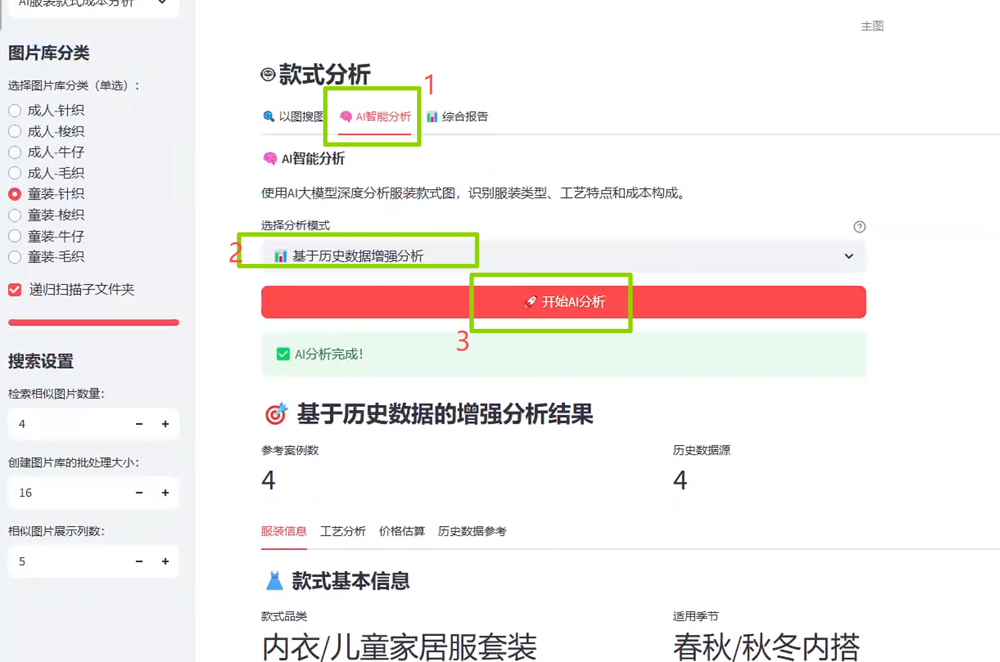 AI服装款式成本分析
图片库分类
选择图片库分类（单选）：
成人-针织
成人-梭织
成人-牛仔
成人-毛织
童装-针织
童装-梭织
童装-牛仔
童装-毛织
递归扫描子文件夹
搜索设置
检索相似图片数量：
4
创建图片库的批处理大小：
16
相似图片展示列数：
5
主图
款式分析
1
以图搜图 AI智能分析 综合报告
AI智能分析
使用AI大模型深度分析服装款式图，识别服装类型、工艺特点和成本构成。
选择分析模式
2
基于历史数据增强分析
开始AI分析
3
AI分析完成！
基于历史数据的增强分析结果
参考案例数 历史数据源
4 4
服装信息 工艺分析 价格估算 历史数据参考
款式基本信息
款式品类 适用季节
内衣/儿童家居服套装 春秋/秋冬内搭